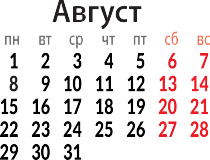 Август
пн вт ср чт пт сб вс
1 2 3 4 5 6 7
8 9 10 11 12 13 14
15 16 17 18 19 20 21
22 23 24 25 26 27 28
29 30 31